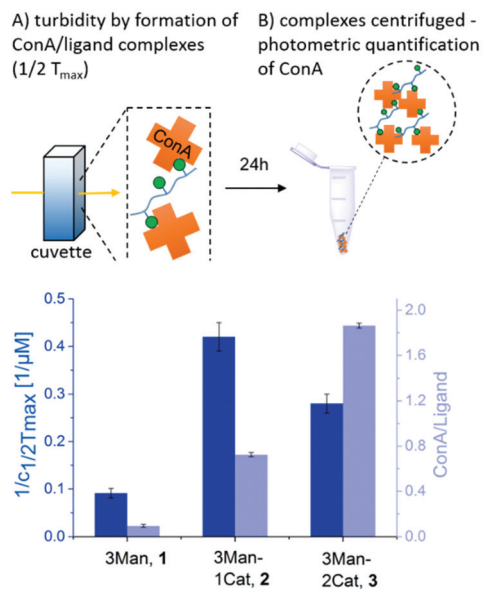 A) turbidity by formation of
ConA/ligand complexes
(1/2 Tmax)
B) complexes centrifuged -
photometric quantification
of ConA
ConA
24h
cuvette
1/c1/2Tmax [1/µM]
0.5
0.4
0.3
0.2
0.1
0.0
ConA/Ligand
2.0
1.6
1.2
0.8
0.4
0.0
3Man, 1
3Man-
1Cat, 2
3Man-
2Cat, 3